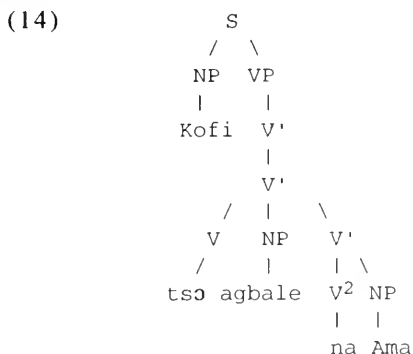 (14) S
NP VP
Kofi V'
V'
V NP V'
tsɔ agbale V² NP
na Ama